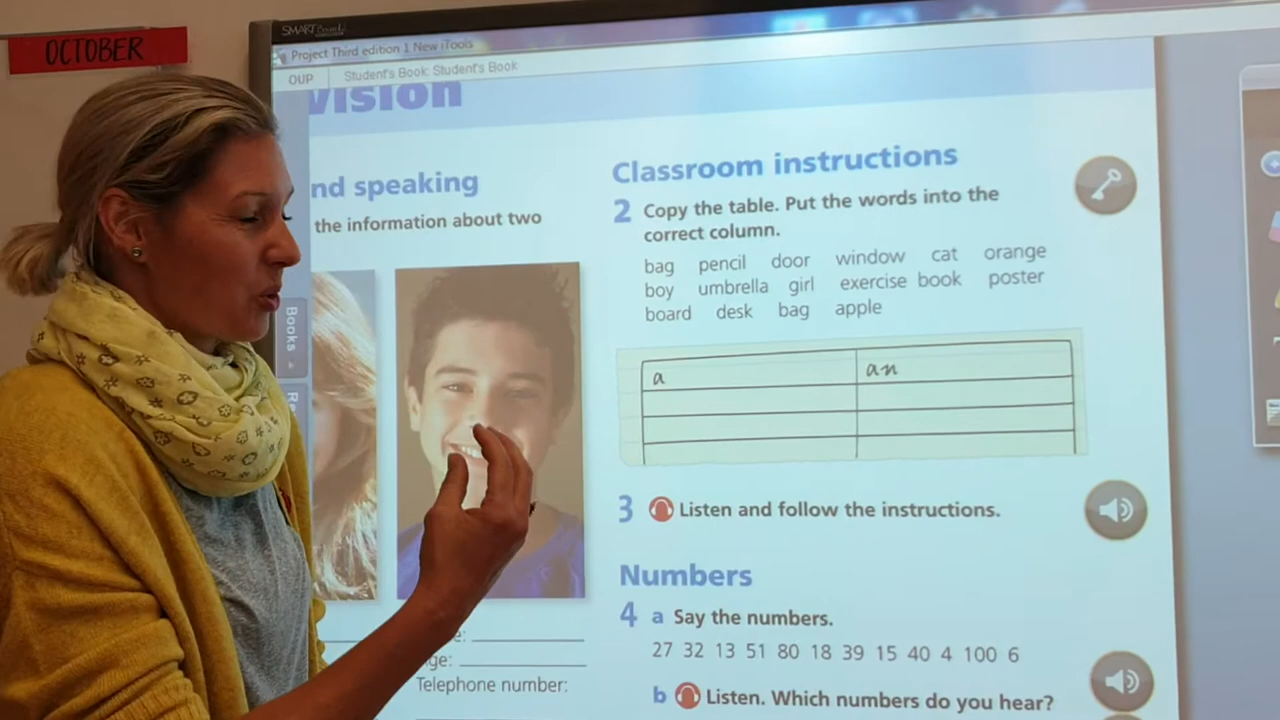 OCTOBER
SMART Board
Project Third edition 1 New iTools
OUP
Student's Book: Student's Book
vision
nd speaking
the information about two
Books
e:
ge:
Telephone number:
Classroom instructions
2 Copy the table. Put the words into the
correct column.
bag pencil door window cat orange
boy umbrella girl exercise book poster
board desk bag apple
a an
3 Listen and follow the instructions.
Numbers
4 a Say the numbers.
27 32 13 51 80 18 39 15 40 4 100 6
b Listen. Which numbers do you hear?